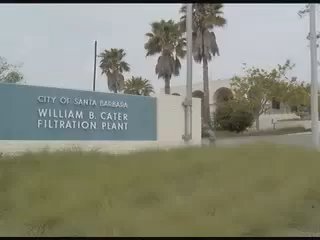 CITY OF SANTA BARBARA
WILLIAM B. CATER
FILTRATION PLANT